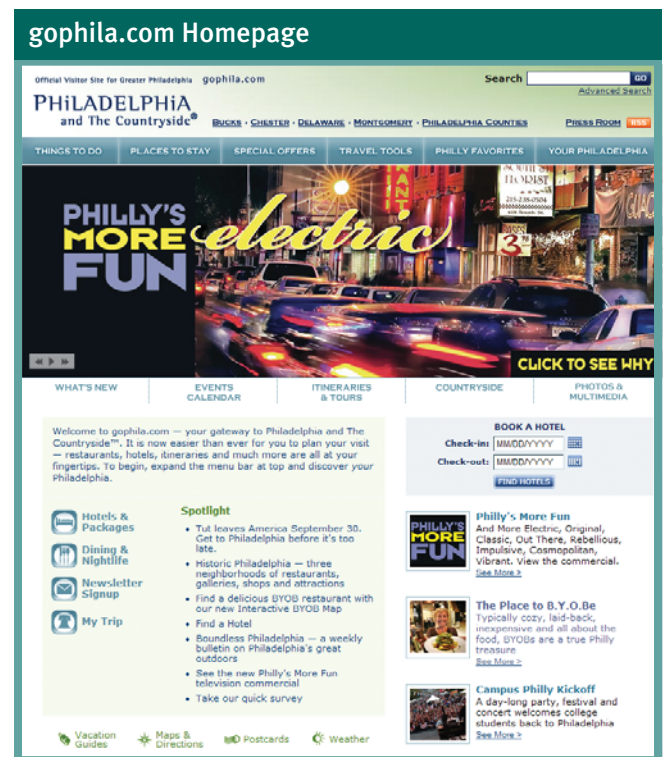 gophila.com Homepage
Official Visitor Site for Greater Philadelphia gophila.com
Search GO
Advanced Search
PHiLADELPHiA
and The Countryside®
BUCKS · CHESTER · DELAWARE · MONTGOMERY · PHILADELPHIA COUNTIES
PRESS ROOM RSS
THINGS TO DO PLACES TO STAY SPECIAL OFFERS TRAVEL TOOLS PHILLY FAVORITES YOUR PHILADELPHIA
PHILLY'S
MORE electric
FUN
SOUTH ST
FLORIST
215-238-0504
PAGERS
3
CLICK TO SEE WHY
WHAT'S NEW
EVENTS
CALENDAR
ITINERARIES
& TOURS
COUNTRYSIDE
PHOTOS &
MULTIMEDIA
Welcome to gophila.com — your gateway to Philadelphia and The
Countryside™. It is now easier than ever for you to plan your visit
— restaurants, hotels, itineraries and much more are all at your
fingertips. To begin, expand the menu bar at top and discover your
Philadelphia.
Hotels &
Packages
Dining &
Nightlife
Newsletter
Signup
My Trip
Spotlight
• Tut leaves America September 30.
Get to Philadelphia before it's too
late.
• Historic Philadelphia — three
neighborhoods of restaurants,
galleries, shops and attractions
• Find a delicious BYOB restaurant with
our new Interactive BYOB Map
• Find a Hotel
• Boundless Philadelphia — a weekly
bulletin on Philadelphia's great
outdoors
• See the new Philly's More Fun
television commercial
• Take our quick survey
Vacation
Guides
Maps &
Directions
Postcards
Weather
BOOK A HOTEL
Check-in: MM/DD/YYYY
Check-out: MM/DD/YYYY
FIND HOTELS
PHILLY'S
MORE
FUN
Philly's More Fun
And More Electric, Original,
Classic, Out There, Rebellious,
Impulsive, Cosmopolitan,
Vibrant. View the commercial.
See More >
The Place to B.Y.O.Be
Typically cozy, laid-back,
inexpensive and all about the
food, BYOBs are a true Philly
treasure
See More >
Campus Philly Kickoff
A day-long party, festival and
concert welcomes college
students back to Philadelphia
See More >